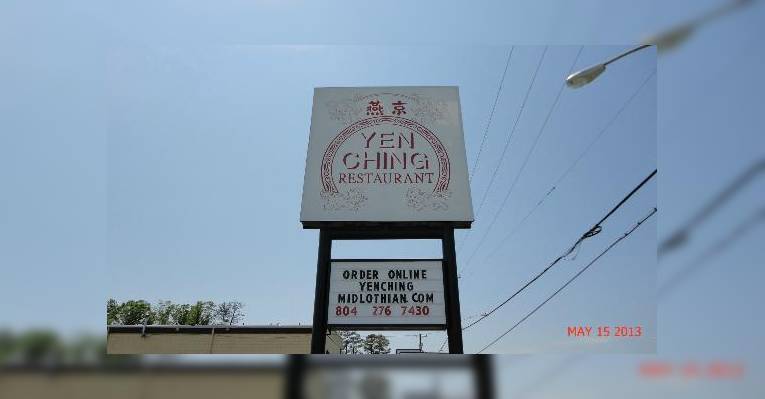 燕京
YEN
CHING
RESTAURANT
ORDER ONLINE
YENCHING
MIDLOTHIAN.COM
804 276 7430
MAY 15 2013